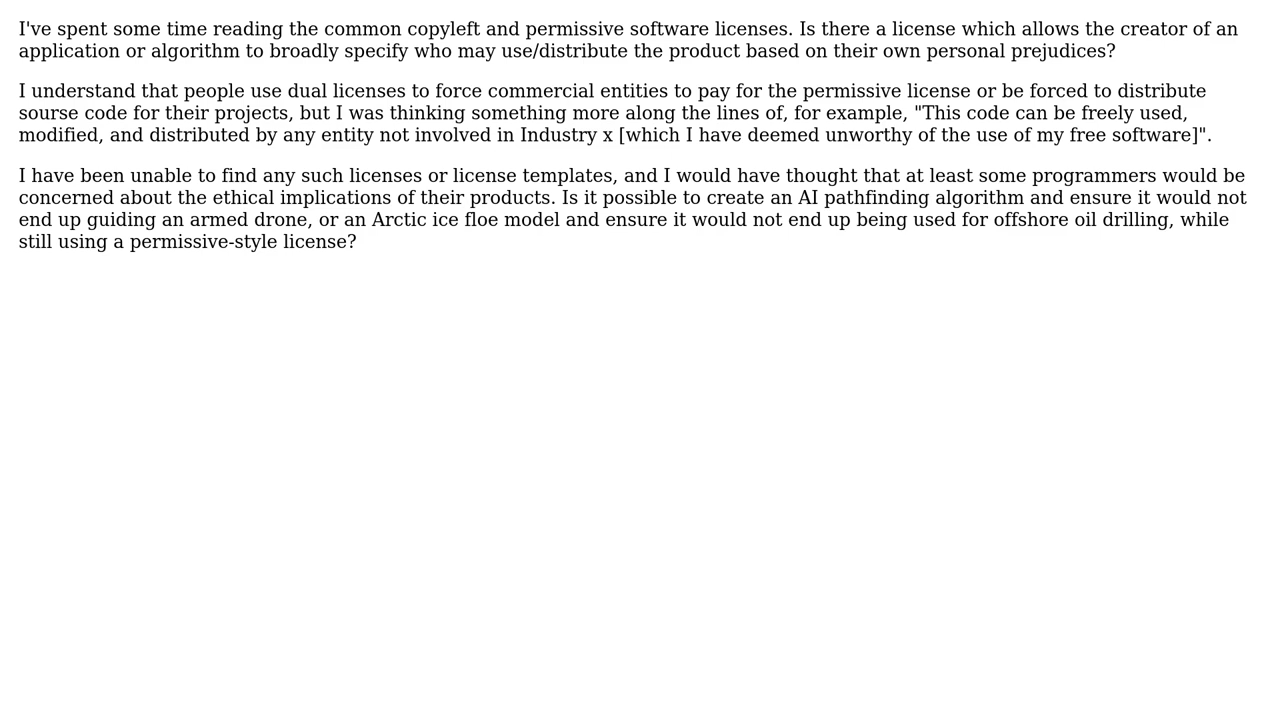 I've spent some time reading the common copyleft and permissive software licenses. Is there a license which allows the creator of an
application or algorithm to broadly specify who may use/distribute the product based on their own personal prejudices?
I understand that people use dual licenses to force commercial entities to pay for the permissive license or be forced to distribute
sourse code for their projects, but I was thinking something more along the lines of, for example, "This code can be freely used,
modified, and distributed by any entity not involved in Industry x [which I have deemed unworthy of the use of my free software]".
I have been unable to find any such licenses or license templates, and I would have thought that at least some programmers would be
concerned about the ethical implications of their products. Is it possible to create an AI pathfinding algorithm and ensure it would not
end up guiding an armed drone, or an Arctic ice floe model and ensure it would not end up being used for offshore oil drilling, while
still using a permissive-style license?